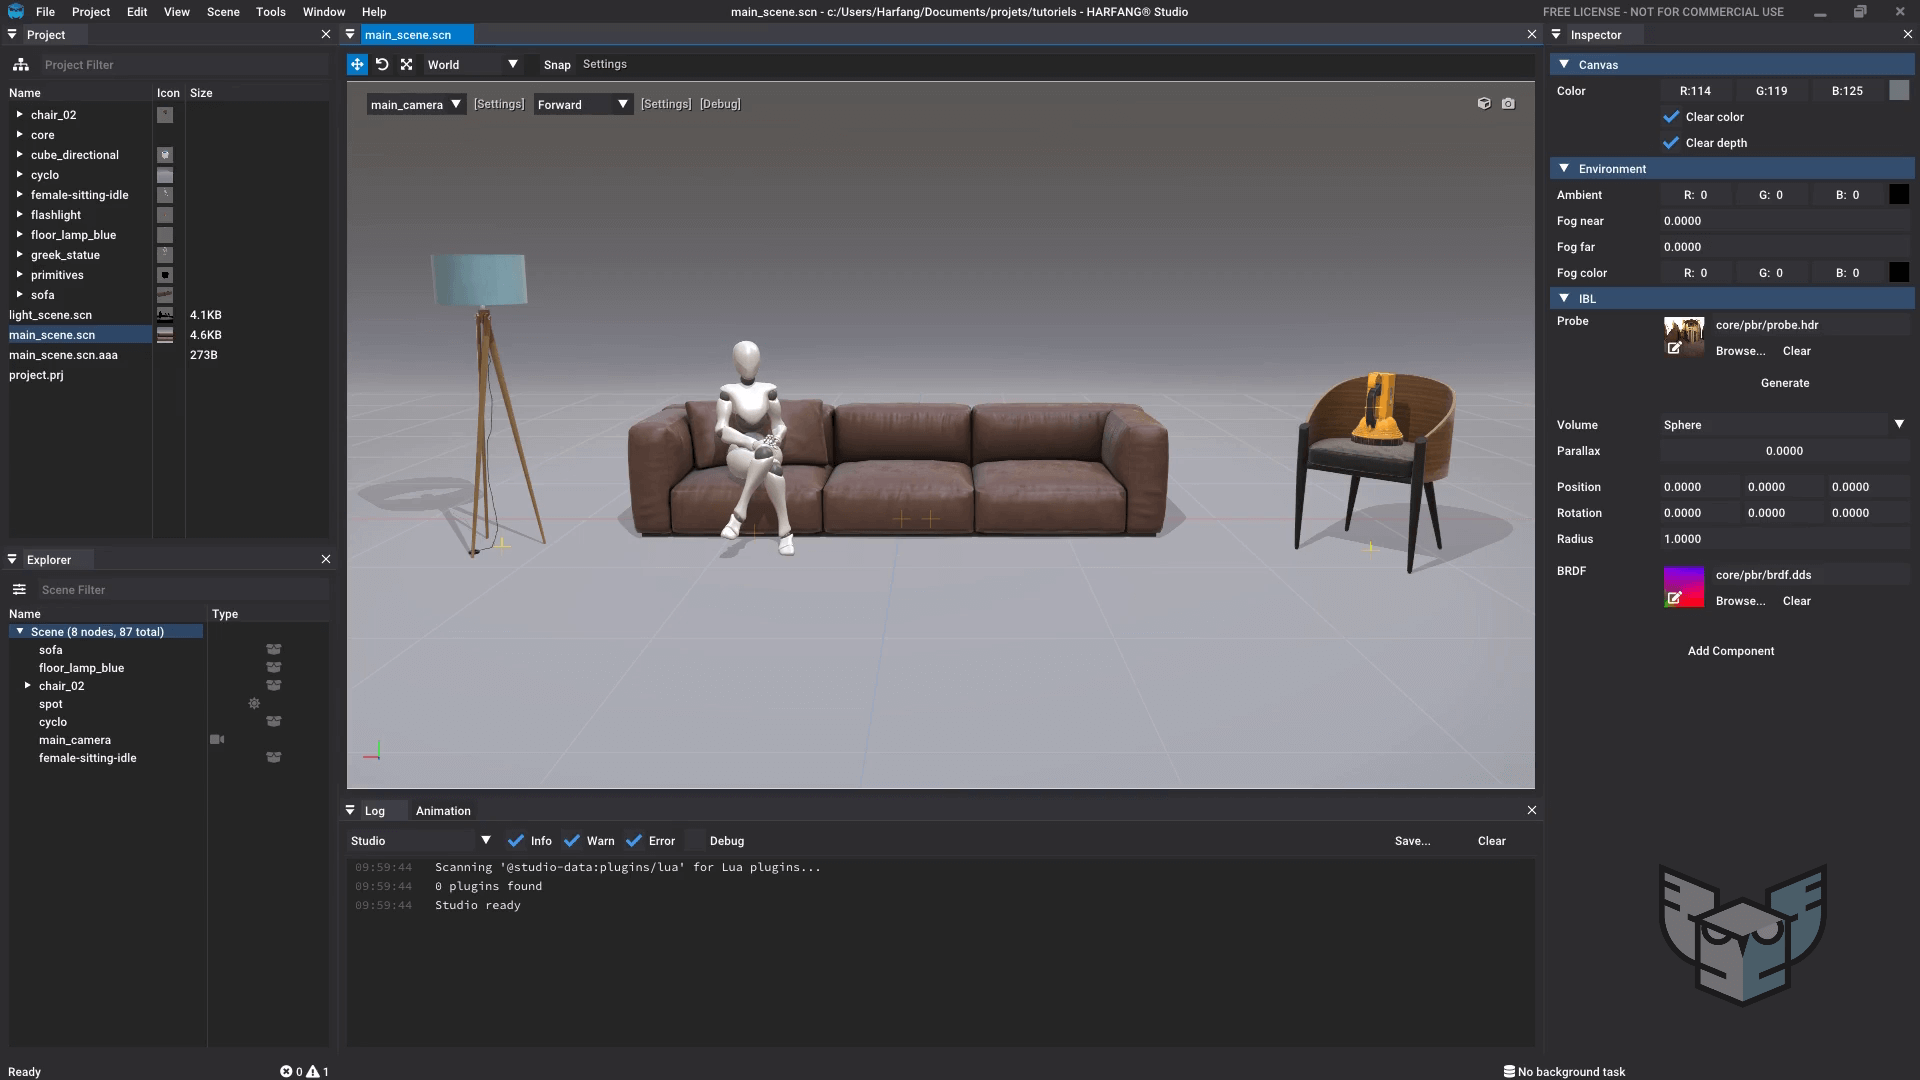 File Project Edit View Scene Tools Window Help
main_scene.scn - c:/Users/Harfang/Documents/projets/tutoriels - HARFANG® Studio
FREE LICENSE - NOT FOR COMMERCIAL USE
Project
Project Filter
Name Icon Size
chair_02
core
cube_directional
cyclo
female-sitting-idle
flashlight
floor_lamp_blue
greek_statue
primitives
sofa
light_scene.scn 4.1KB
main_scene.scn 4.6KB
main_scene.scn.aaa 273B
project.prj
Explorer
Scene Filter
Name Type
Scene (8 nodes, 87 total)
sofa
floor_lamp_blue
chair_02
spot
cyclo
main_camera
female-sitting-idle
main_scene.scn
World Snap Settings
main_camera [Settings] Forward [Settings] [Debug]
Log Animation
Studio Info Warn Error Debug Save... Clear
09:59:44 Scanning '@studio-data:plugins/lua' for Lua plugins...
09:59:44 0 plugins found
09:59:44 Studio ready
Inspector
Canvas
Color R:114 G:119 B:125
Clear color
Clear depth
Environment
Ambient R: 0 G: 0 B: 0
Fog near 0.0000
Fog far 0.0000
Fog color R: 0 G: 0 B: 0
IBL
Probe core/pbr/probe.hdr
Browse... Clear
Generate
Volume Sphere
Parallax 0.0000
Position 0.0000 0.0000 0.0000
Rotation 0.0000 0.0000 0.0000
Radius 1.0000
BRDF core/pbr/brdf.dds
Browse... Clear
Add Component
Ready 0 1 No background task